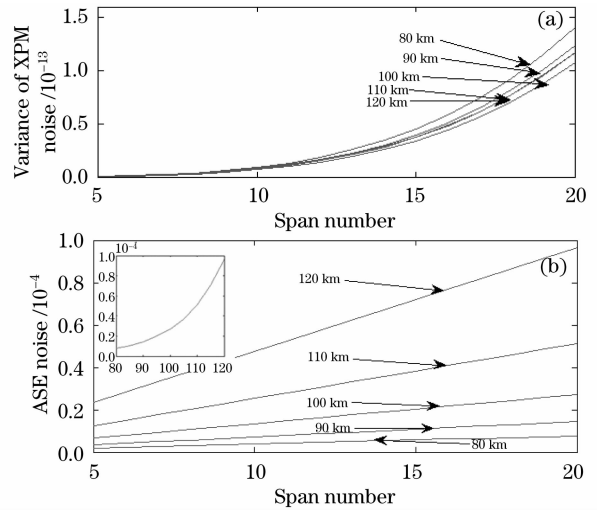 (a)
Variance of XPM
noise /10⁻¹³
1.5
1.0
0.5
0.0
80 km
90 km
100 km
110 km
120 km
5
10
15
20
Span number
(b)
ASE noise /10⁻⁴
1.0
0.8
0.6
0.4
0.2
0.0
1.0
10⁻⁴
0.8
0.6
0.4
0.2
0.0
80
90
100
110
120
120 km
110 km
100 km
90 km
80 km
5
10
15
20
Span number